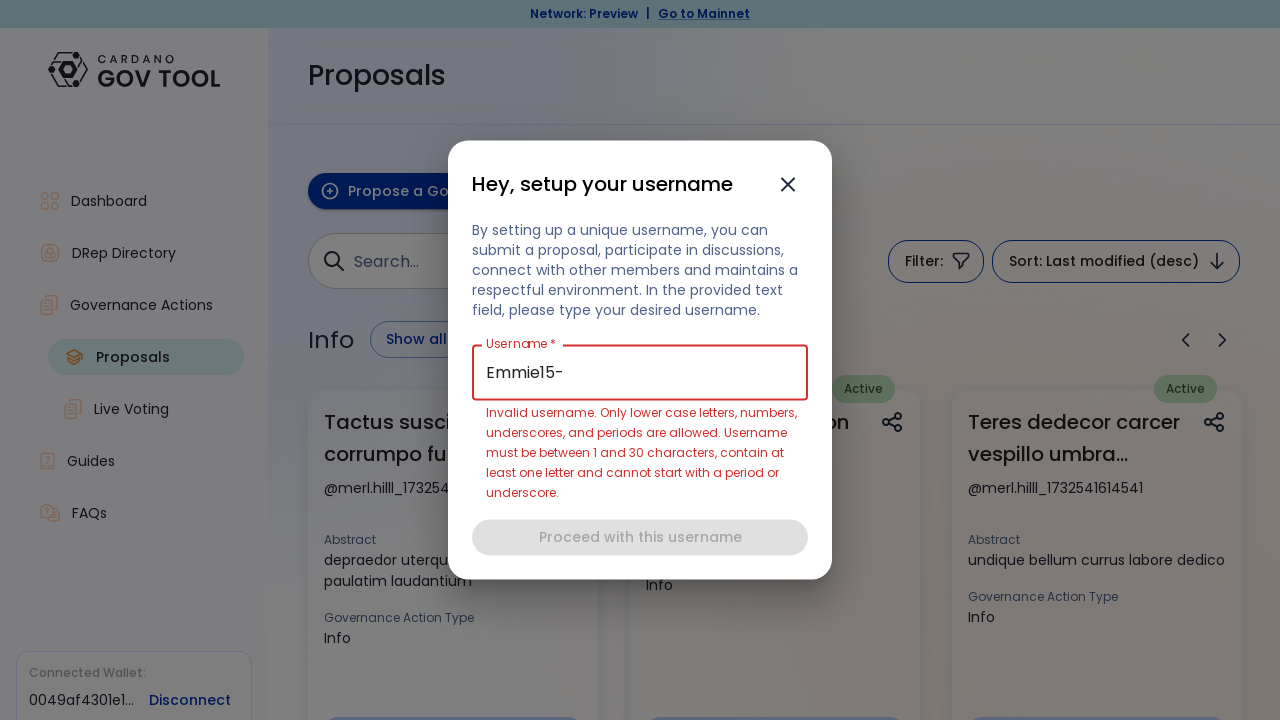 Network: Preview | Go to Mainnet
CARDANO
GOV TOOL
Dashboard
DRep Directory
Governance Actions
Proposals
Live Voting
Guides
FAQs
Connected Wallet:
0049af4301e1... Disconnect
Proposals
Propose a Go
Search...
Filter:
Sort: Last modified (desc)
Info
Show all
Hey, setup your username
By setting up a unique username, you can
submit a proposal, participate in discussions,
connect with other members and maintains a
respectful environment. In the provided text
field, please type your desired username.
Username *
Emmie15-
Invalid username. Only lower case letters, numbers,
underscores, and periods are allowed. Username
must be between 1 and 30 characters, contain at
least one letter and cannot start with a period or
underscore.
Proceed with this username
Tactus susci
corrumpo fu
@merl.hilll_17325
Abstract
depraedor uterqu
paulatim laudantium
Governance Action Type
Info
Active
on
Info
Active
Teres dedecor carcer
vespillo umbra...
@merl.hilll_1732541614541
Abstract
undique bellum currus labore dedico
Governance Action Type
Info